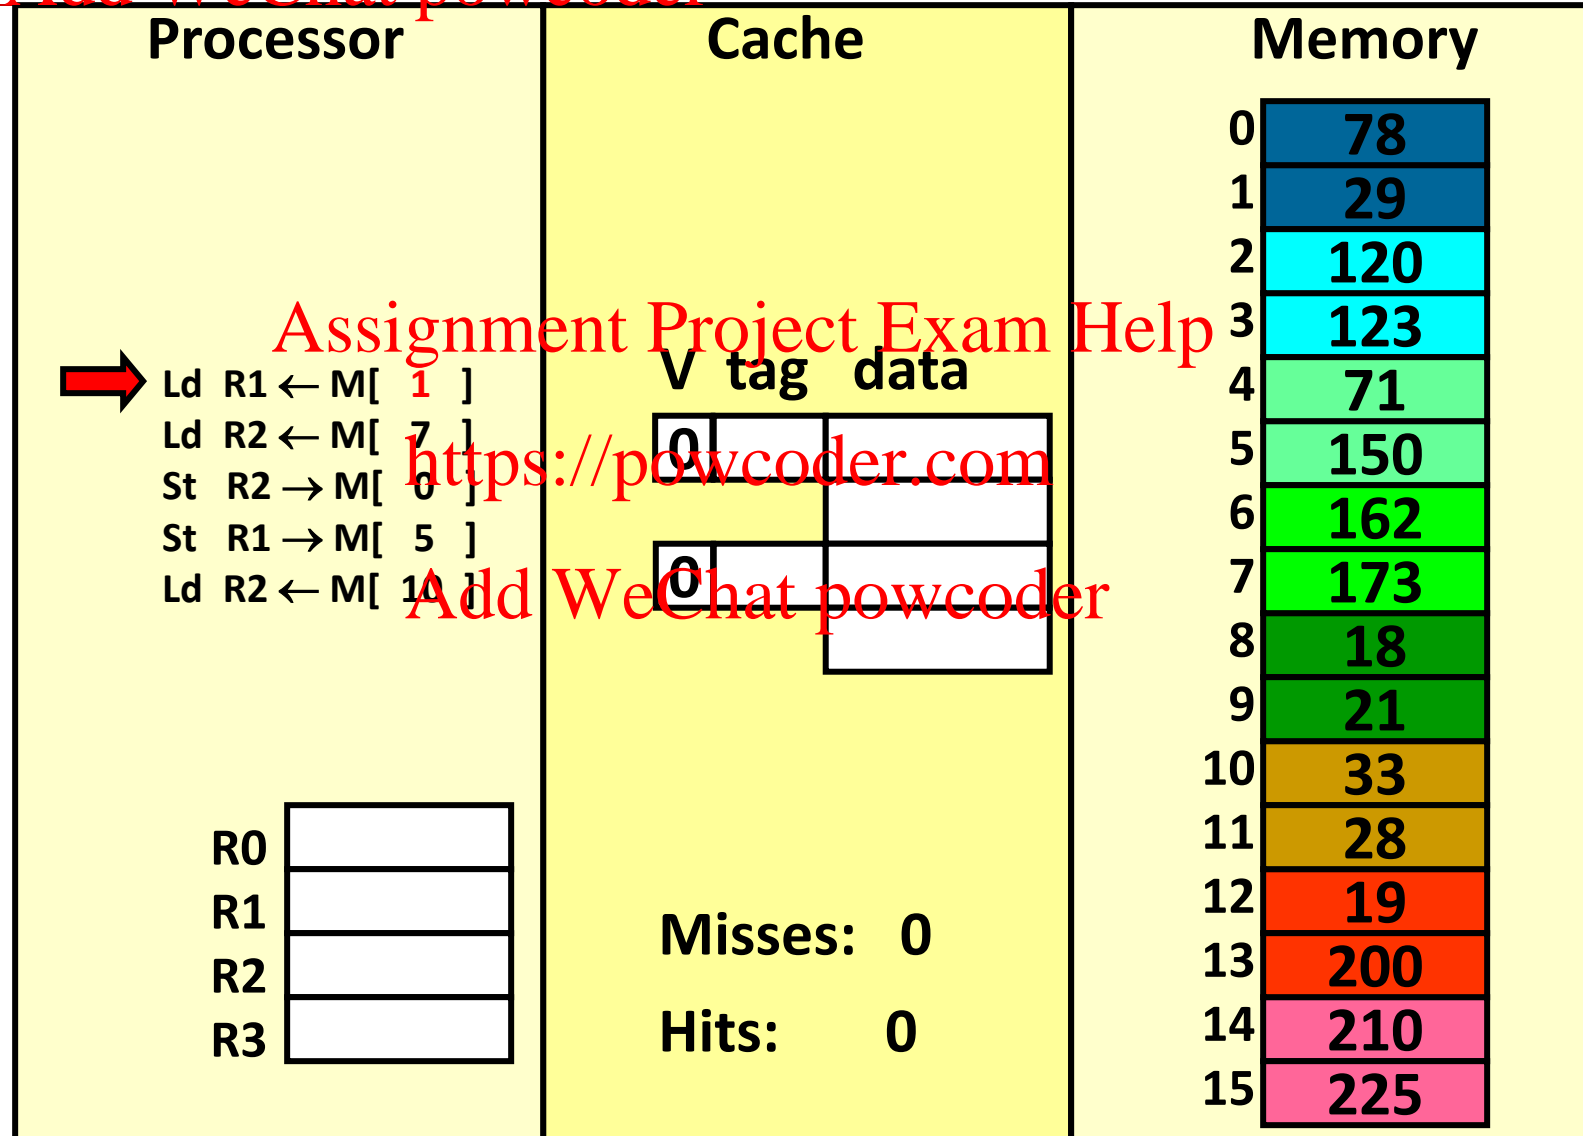 Add WeChat powcoder
Processor
Cache
Memory
Assignment Project Exam Help
https://powcoder.com
Add WeChat powcoder
Ld R1 ← M[ 1 ]
Ld R2 ← M[ 7 ]
St R2 → M[ 0 ]
St R1 → M[ 5 ]
Ld R2 ← M[ 10 ]
R0
R1
R2
R3
V tag data
0
0
Misses: 0
Hits: 0
0 78
1 29
2 120
3 123
4 71
5 150
6 162
7 173
8 18
9 21
10 33
11 28
12 19
13 200
14 210
15 225